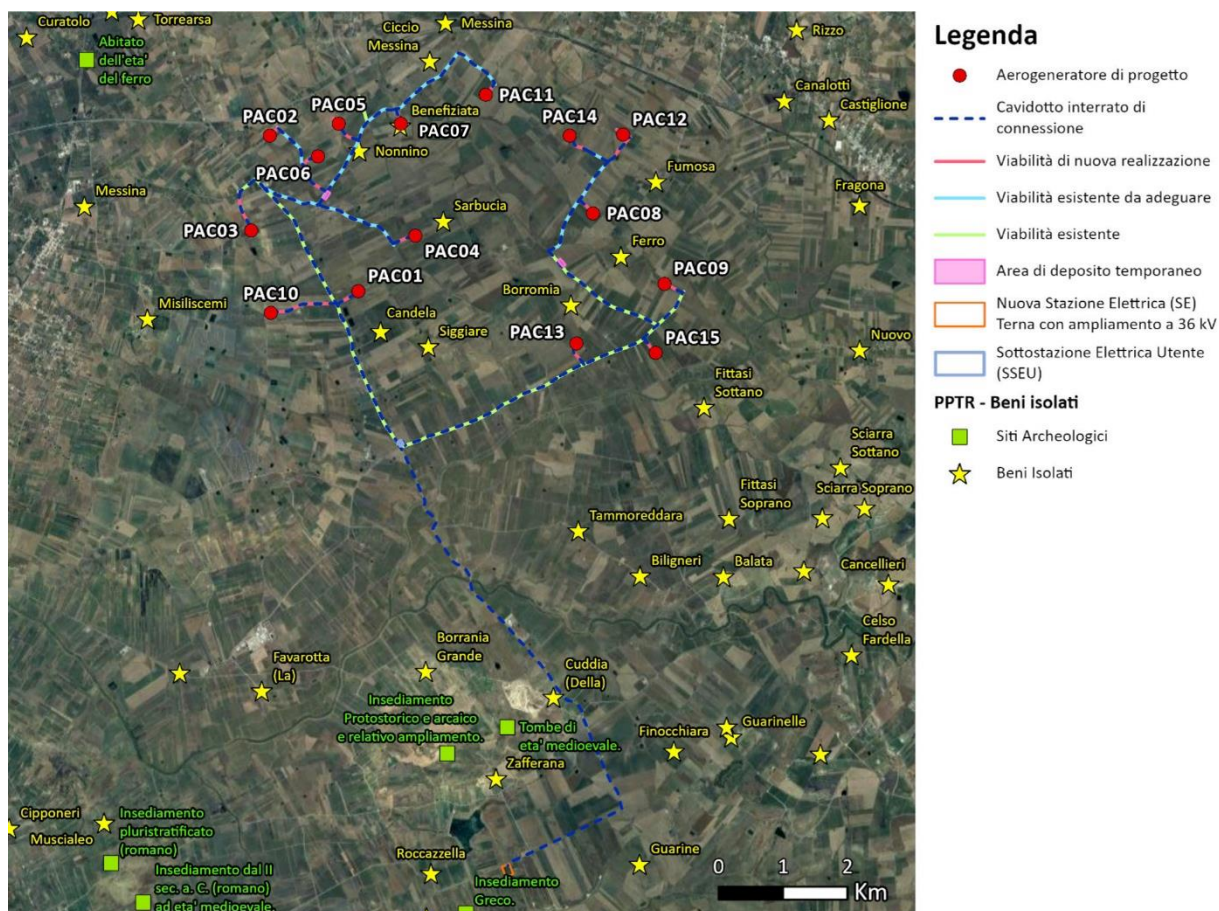 Curatolo
Torrearsa
Abitato
dell'eta'
del ferro
Ciccio
Messina
Messina
Rizzo
Canalotti
Castiglione
PAC02
PAC05
Benefiziata
PAC07
PAC11
PAC14
PAC12
Nonnino
PAC06
Fumosa
Fragona
Messina
PAC03
Sarbucia
PAC04
PAC08
Ferro
PAC09
PAC01
PAC10
Misiliscemi
Candela
Siggiare
Borromia
PAC13
PAC15
Nuovo
Fittasi
Sottano
Sciarra
Sottano
Sciarra Soprano
Fittasi
Soprano
Tammoreddara
Biligneri
Balata
Cancellieri
Celso
Fardella
Favarotta
(La)
Borrania
Grande
Cuddia
(Della)
Insediamento
Protostorico e arcaico
e relativo ampliamento.
Tombe di
eta' medioevale.
Zafferana
Finocchiara
Guarinelle
Cipponeri
Muscialeo
Insediamento
pluristratificato
(romano)
Insediamento dal II
sec. a. C. (romano)
ad eta' medioevale.
Roccazzella
Insediamento
Greco.
Guarine
0 1 2
Km
Legenda
Aerogeneratore di progetto
Cavidotto interrato di
connessione
Viabilità di nuova realizzazione
Viabilità esistente da adeguare
Viabilità esistente
Area di deposito temporaneo
Nuova Stazione Elettrica (SE)
Terna con ampliamento a 36 kV
Sottostazione Elettrica Utente
(SSEU)
PPTR - Beni isolati
Siti Archeologici
Beni Isolati